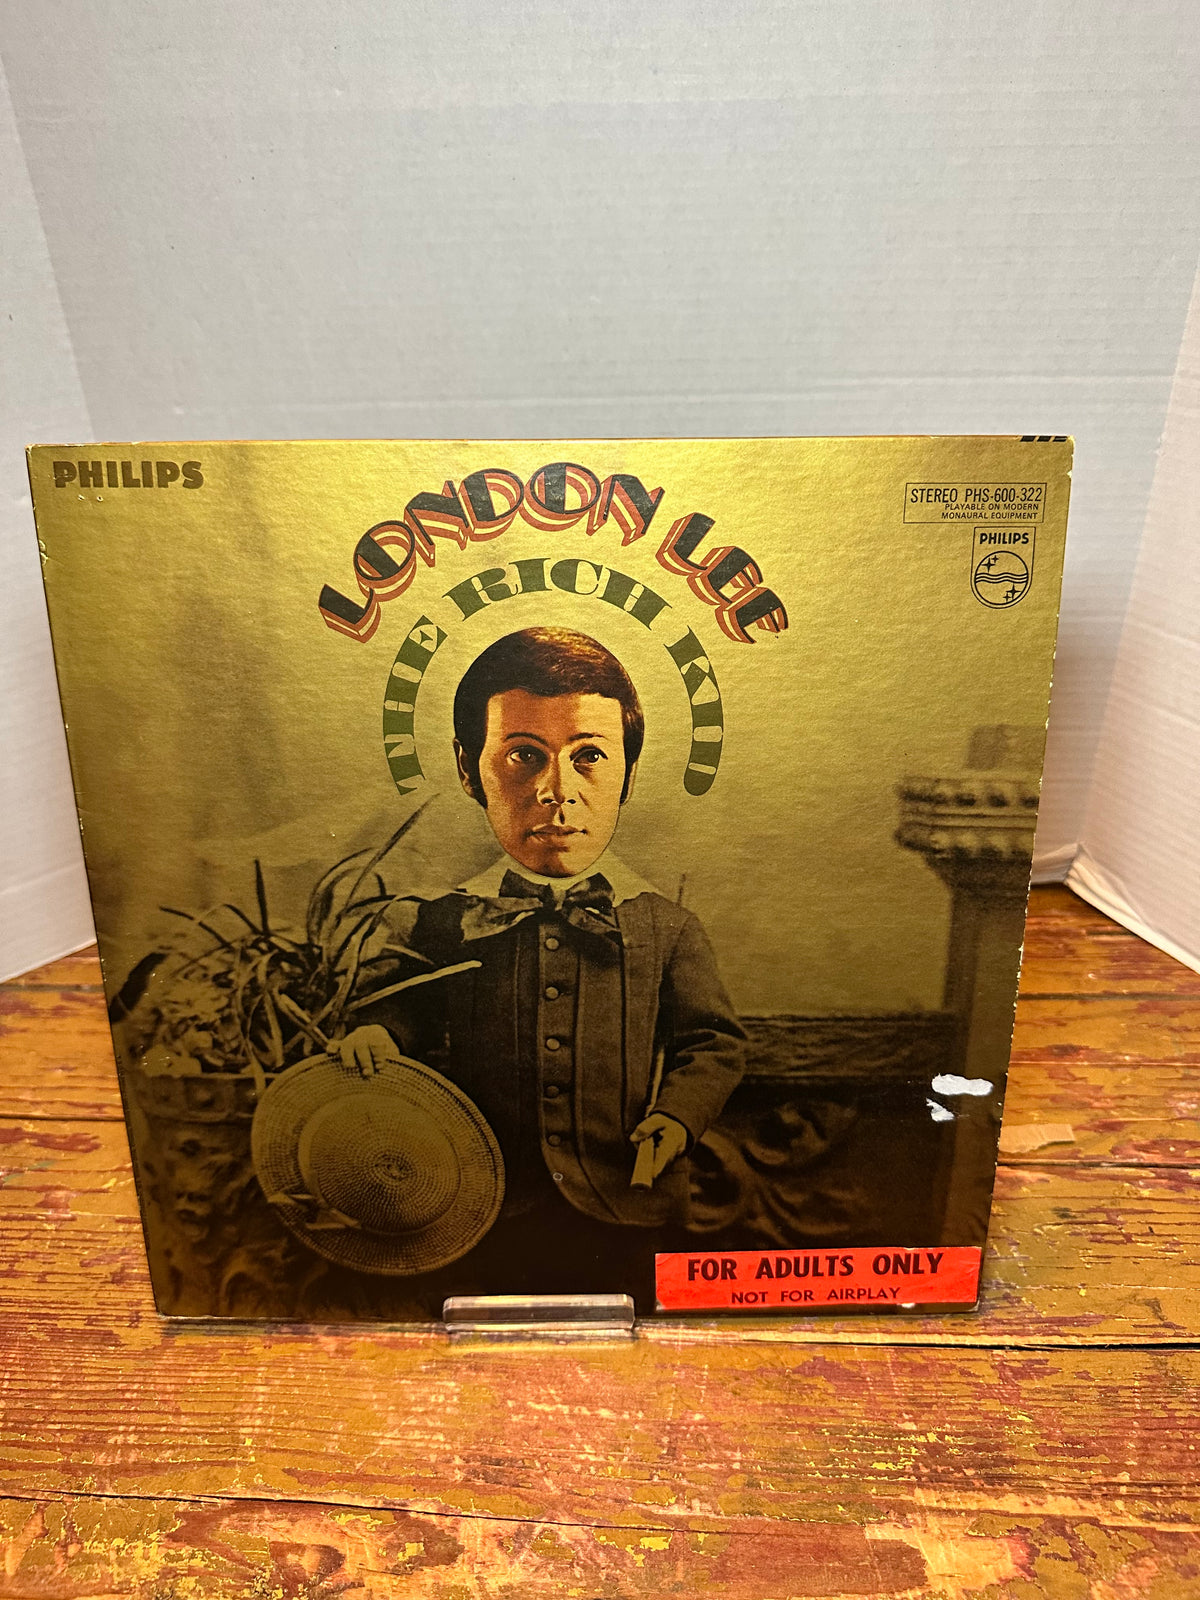 PHILIPS
LONDON LEE
THE RICH KID
STEREO PHS-600-322
PLAYABLE ON MODERN
MONAURAL EQUIPMENT
PHILIPS
FOR ADULTS ONLY
NOT FOR AIRPLAY